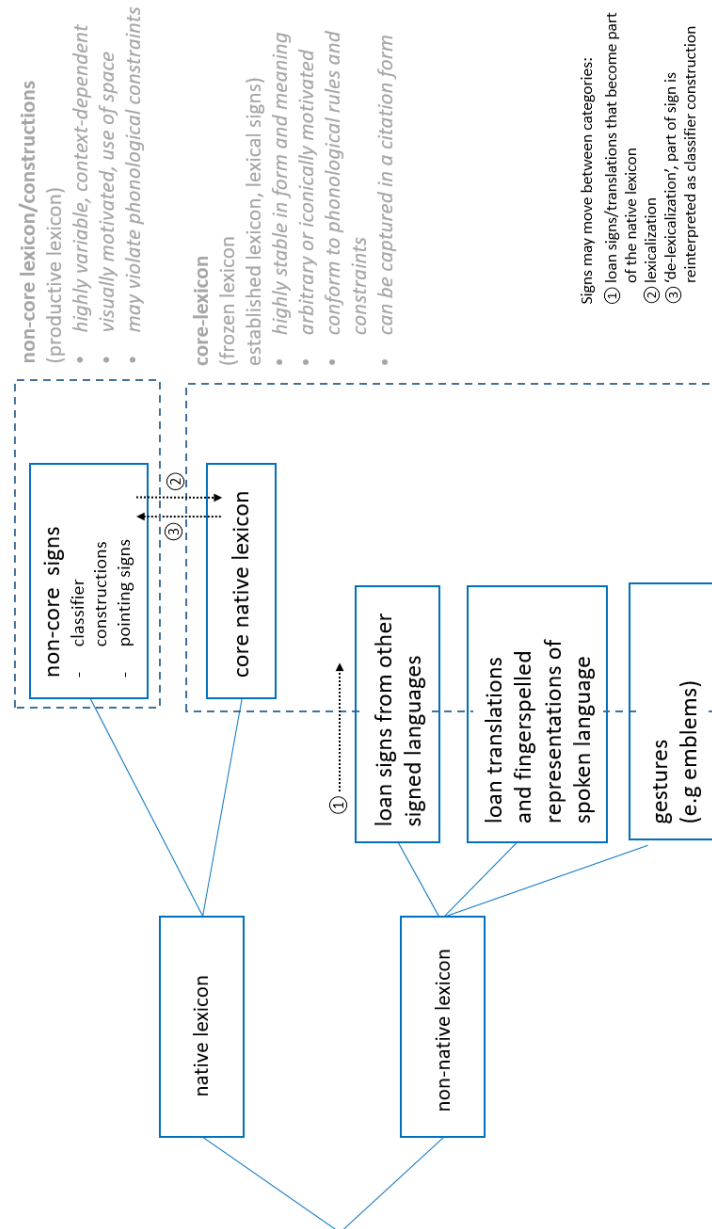 native lexicon
non-native lexicon
non-core signs
- classifier
constructions
- pointing signs
core native lexicon
②
③
①
loan signs from other
signed languages
loan translations
and fingerspelled
representations of
spoken language
gestures
(e.g emblems)
non-core lexicon/constructions
(productive lexicon)
• highly variable, context-dependent
• visually motivated, use of space
• may violate phonological constraints
core-lexicon
(frozen lexicon
established lexicon, lexical signs)
• highly stable in form and meaning
• arbitrary or iconically motivated
• conform to phonological rules and
constraints
• can be captured in a citation form
Signs may move between categories:
① loan signs/translations that become part
of the native lexicon
② lexicalization
③ ‘de-lexicalization’, part of sign is
reinterpreted as classifier construction